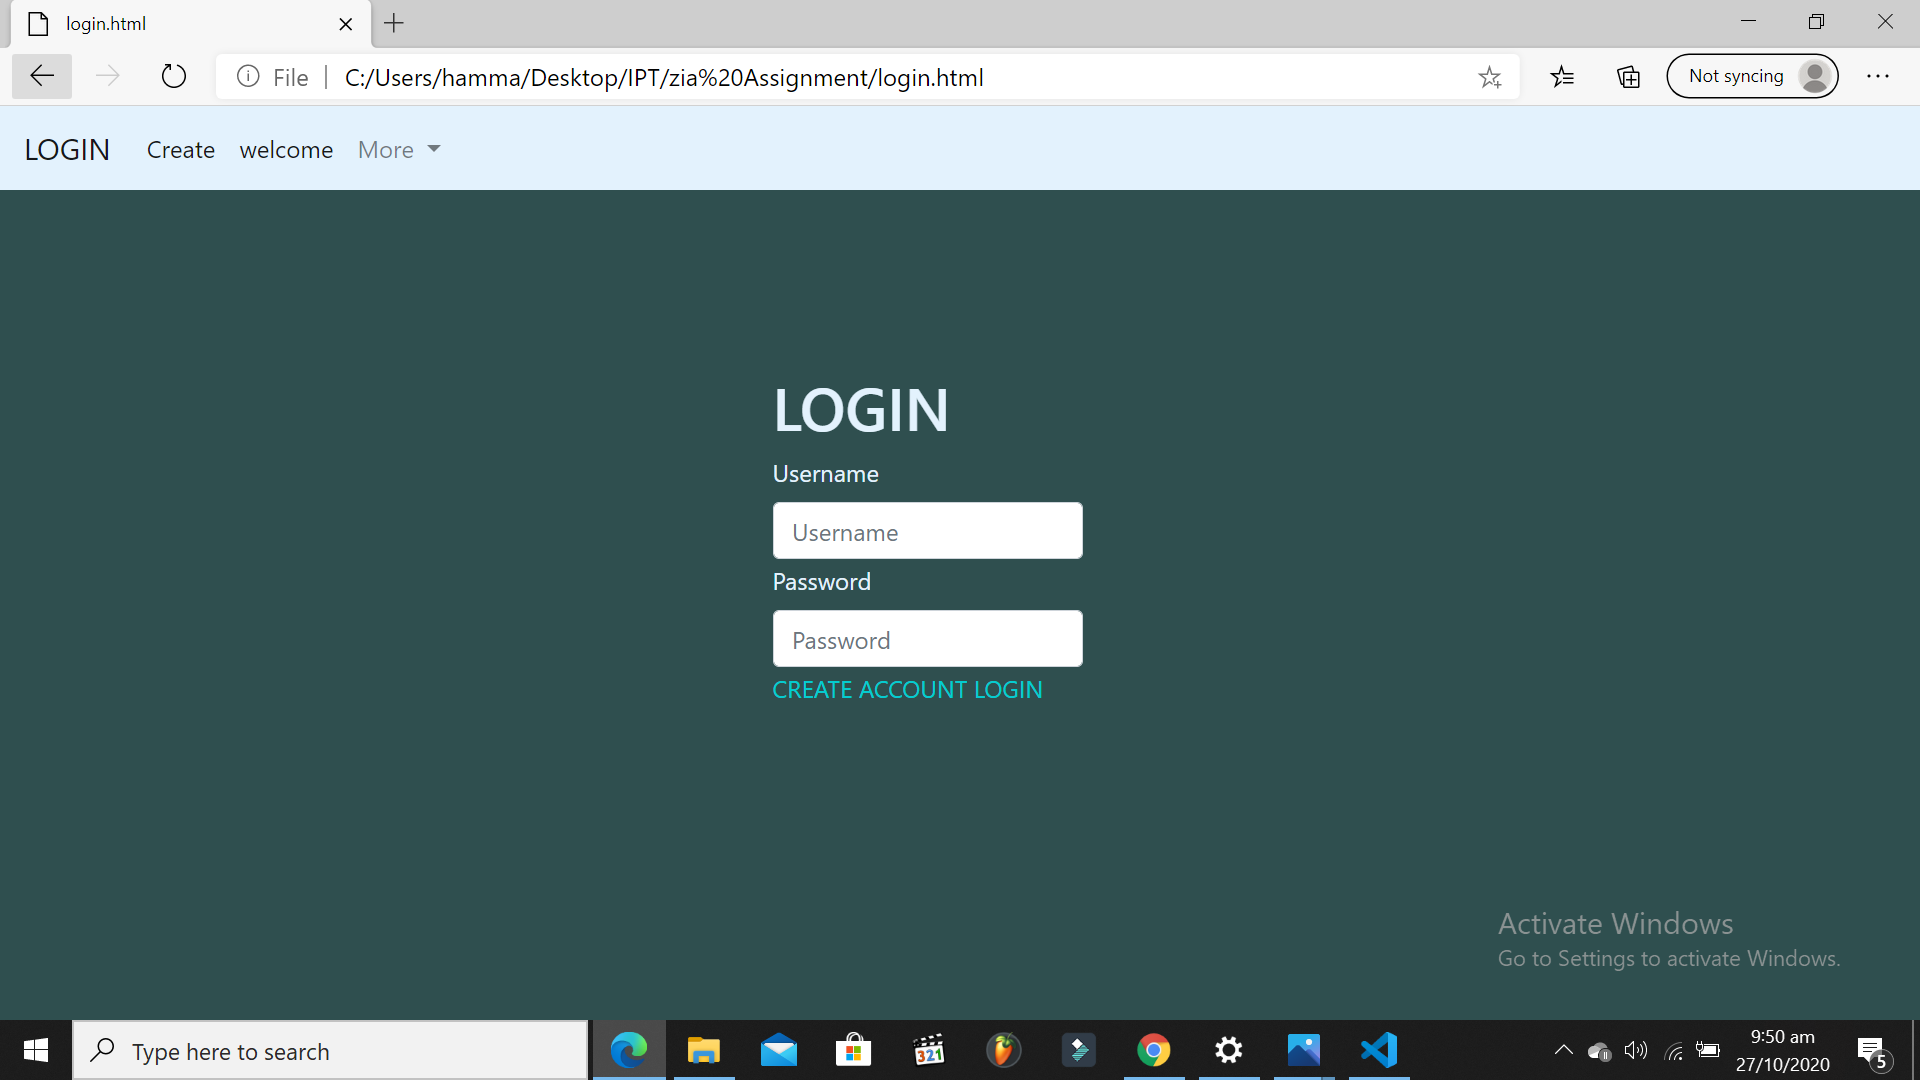 login.html
File
C:/Users/hamma/Desktop/IPT/zia%20Assignment/login.html
Not syncing
LOGIN Create welcome More
LOGIN
Username
Username
Password
Password
CREATE ACCOUNT LOGIN
Activate Windows
Go to Settings to activate Windows.
Type here to search
321
9:50 am
27/10/2020
5